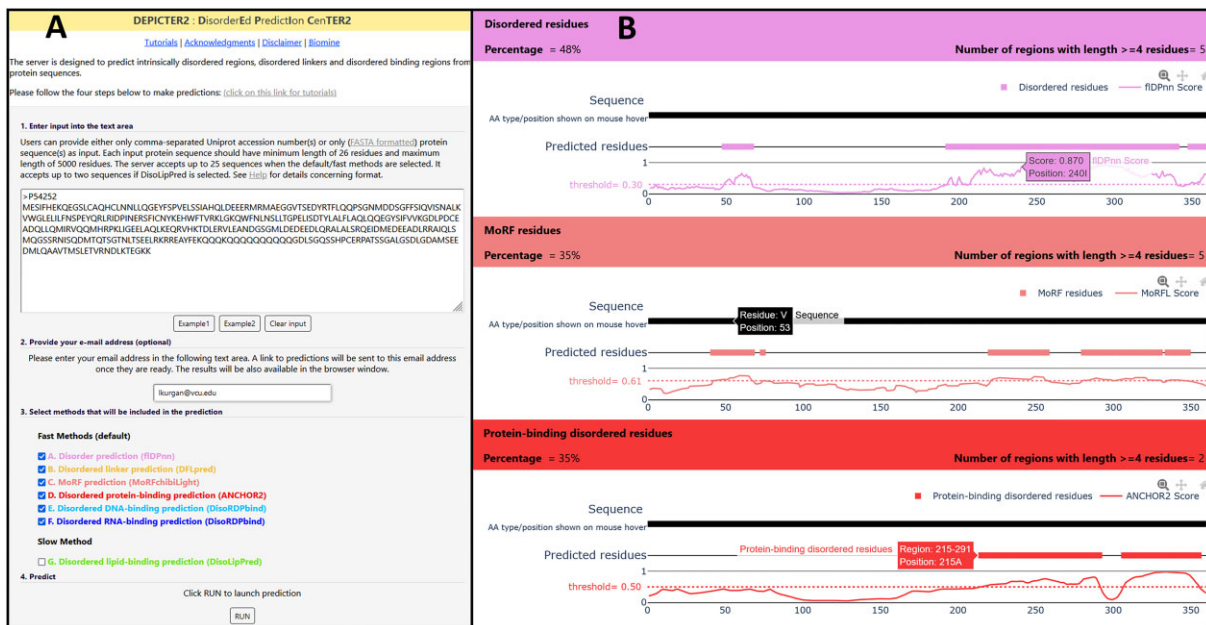 A
DEPICTER2 : DisorderEd PredictIon CenTER2
Tutorials | Acknowledgments | Disclaimer | Biomine
The server is designed to predict intrinsically disordered regions, disordered linkers and disordered binding regions from
protein sequences.
Please follow the four steps below to make predictions: (click on this link for tutorials)
1. Enter input into the text area
Users can provide either only comma-separated Uniprot accession number(s) or only (FASTA formatted) protein
sequence(s) as input. Each input protein sequence should have minimum length of 26 residues and maximum
length of 5000 residues. The server accepts up to 25 sequences when the default/fast methods are selected. It
accepts up to two sequences if DisoLipPred is selected. See Help for details concerning format.
>P54252
MESIFHEKQEGSLCAQHCLNNLLQGEYFSPVELSSIAHQLDEEERMRMAEGGVTSEDYRTFLQQPSGNMDDSGFFSIQVISNALK
VWGLELILFNSPEYQRLRIDPINERSFICNYKEHWFTVRKLGKQWFNLNSLLTGPELISDTYLALFLAQLQQEGYSIFVVKGDLPDCE
ADQLLQMIRVQQMHRPKLIGEELAQLKEQRVHKTDLERVLEANDGSGMLDEDEEDLQRALALSRQEIDMEDEEADLRRAIQLS
MQGSSRNISQDMTQTSGTNLTSEELRKRREAYFEKQQQKQQQQQQQQQQGDLSGQSSHPCERPATSSGALGSDLGDAMSEE
DMLQAAVTMSLETVRNDLKTEGKK
Example1 Example2 Clear input
2. Provide your e-mail address (optional)
Please enter your email address in the following text area. A link to predictions will be sent to this email address
once they are ready. The results will be also available in the browser window.
lkurgan@vcu.edu
3. Select methods that will be included in the prediction
Fast Methods (default)
A. Disorder prediction (flDPnn)
B. Disordered linker prediction (DFLpred)
C. MoRF prediction (MoRFchibiLight)
D. Disordered protein-binding prediction (ANCHOR2)
E. Disordered DNA-binding prediction (DisoRDPbind)
F. Disordered RNA-binding prediction (DisoRDPbind)
Slow Method
G. Disordered lipid-binding prediction (DisoLipPred)
4. Predict
Click RUN to launch prediction
RUN
B
Disordered residues
Percentage = 48% Number of regions with length >=4 residues= 5
Disordered residues flDPnn Score
Sequence
AA type/position shown on mouse hover
Predicted residues
1
Score: 0.870 flDPnn Score
Position: 240I
threshold= 0.30
0
0 50 100 150 200 250 300 350
MoRF residues
Percentage = 35% Number of regions with length >=4 residues= 5
MoRF residues MoRFL Score
Sequence
AA type/position shown on mouse hover
Residue: V Sequence
Position: 53
Predicted residues
1
threshold= 0.61
0
0 50 100 150 200 250 300 350
Protein-binding disordered residues
Percentage = 35% Number of regions with length >=4 residues= 2
Protein-binding disordered residues ANCHOR2 Score
Sequence
AA type/position shown on mouse hover
Predicted residues
Protein-binding disordered residues Region: 215-291
Position: 215A
1
threshold= 0.50
0
0 50 100 150 200 250 300 350